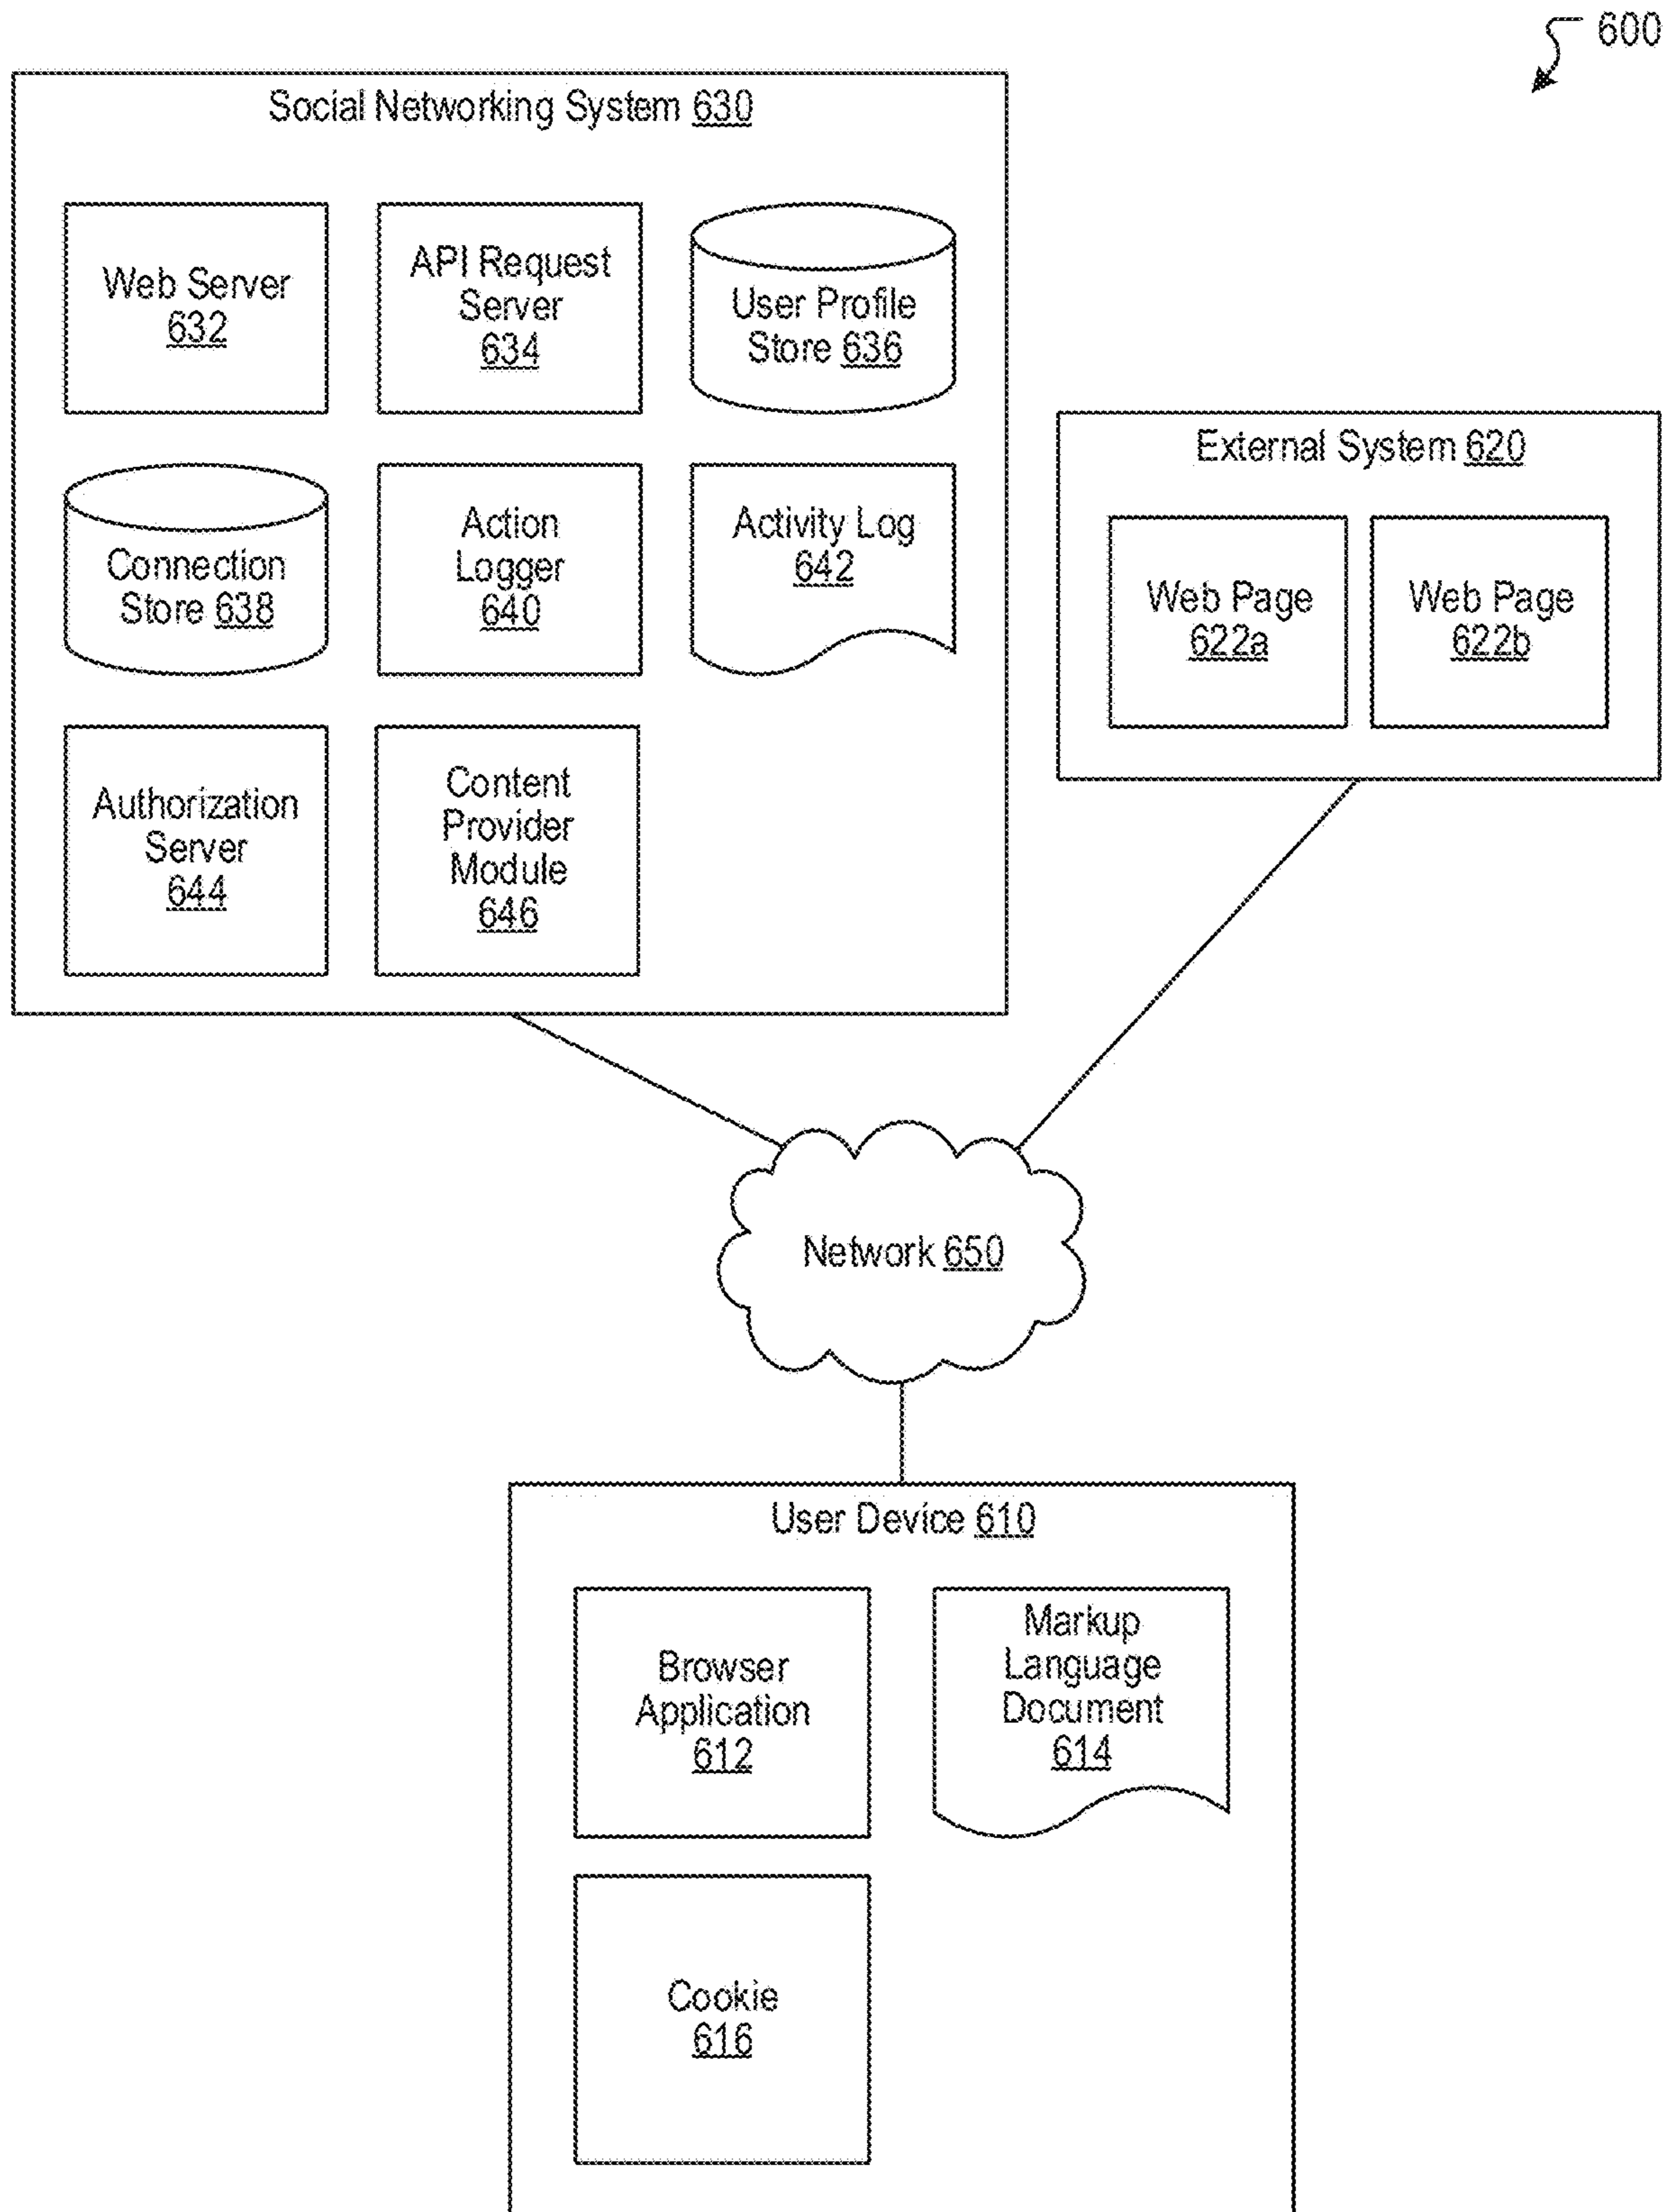 600
Social Networking System 630
Web Server
632
API Request
Server
634
User Profile
Store 636
Connection
Store 638
Action
Logger
640
Activity Log
642
Authorization
Server
644
Content
Provider
Module
646
External System 620
Web Page
622a
Web Page
622b
Network 650
User Device 610
Browser
Application
612
Markup
Language
Document
614
Cookie
616